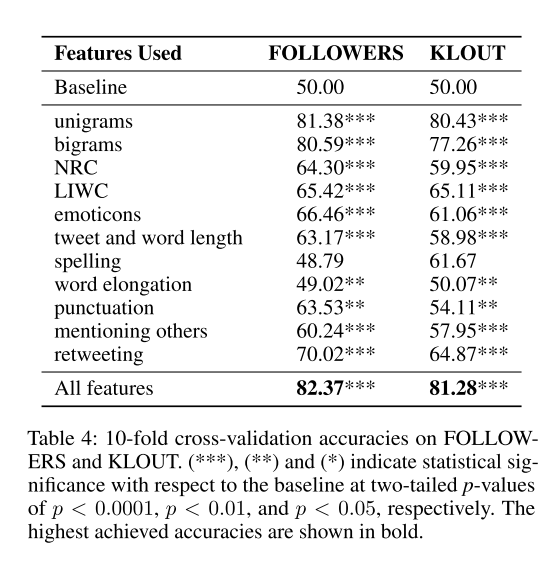 Features Used FOLLOWERS KLOUT
Baseline 50.00 50.00
unigrams 81.38*** 80.43***
bigrams 80.59*** 77.26***
NRC 64.30*** 59.95***
LIWC 65.42*** 65.11***
emoticons 66.46*** 61.06***
tweet and word length 63.17*** 58.98***
spelling 48.79 61.67
word elongation 49.02** 50.07**
punctuation 63.53** 54.11**
mentioning others 60.24*** 57.95***
retweeting 70.02*** 64.87***
All features 82.37*** 81.28***
Table 4: 10-fold cross-validation accuracies on FOLLOW-
ERS and KLOUT. (***), (**) and (*) indicate statistical sig-
nificance with respect to the baseline at two-tailed p-values
of p < 0.0001, p < 0.01, and p < 0.05, respectively. The
highest achieved accuracies are shown in bold.